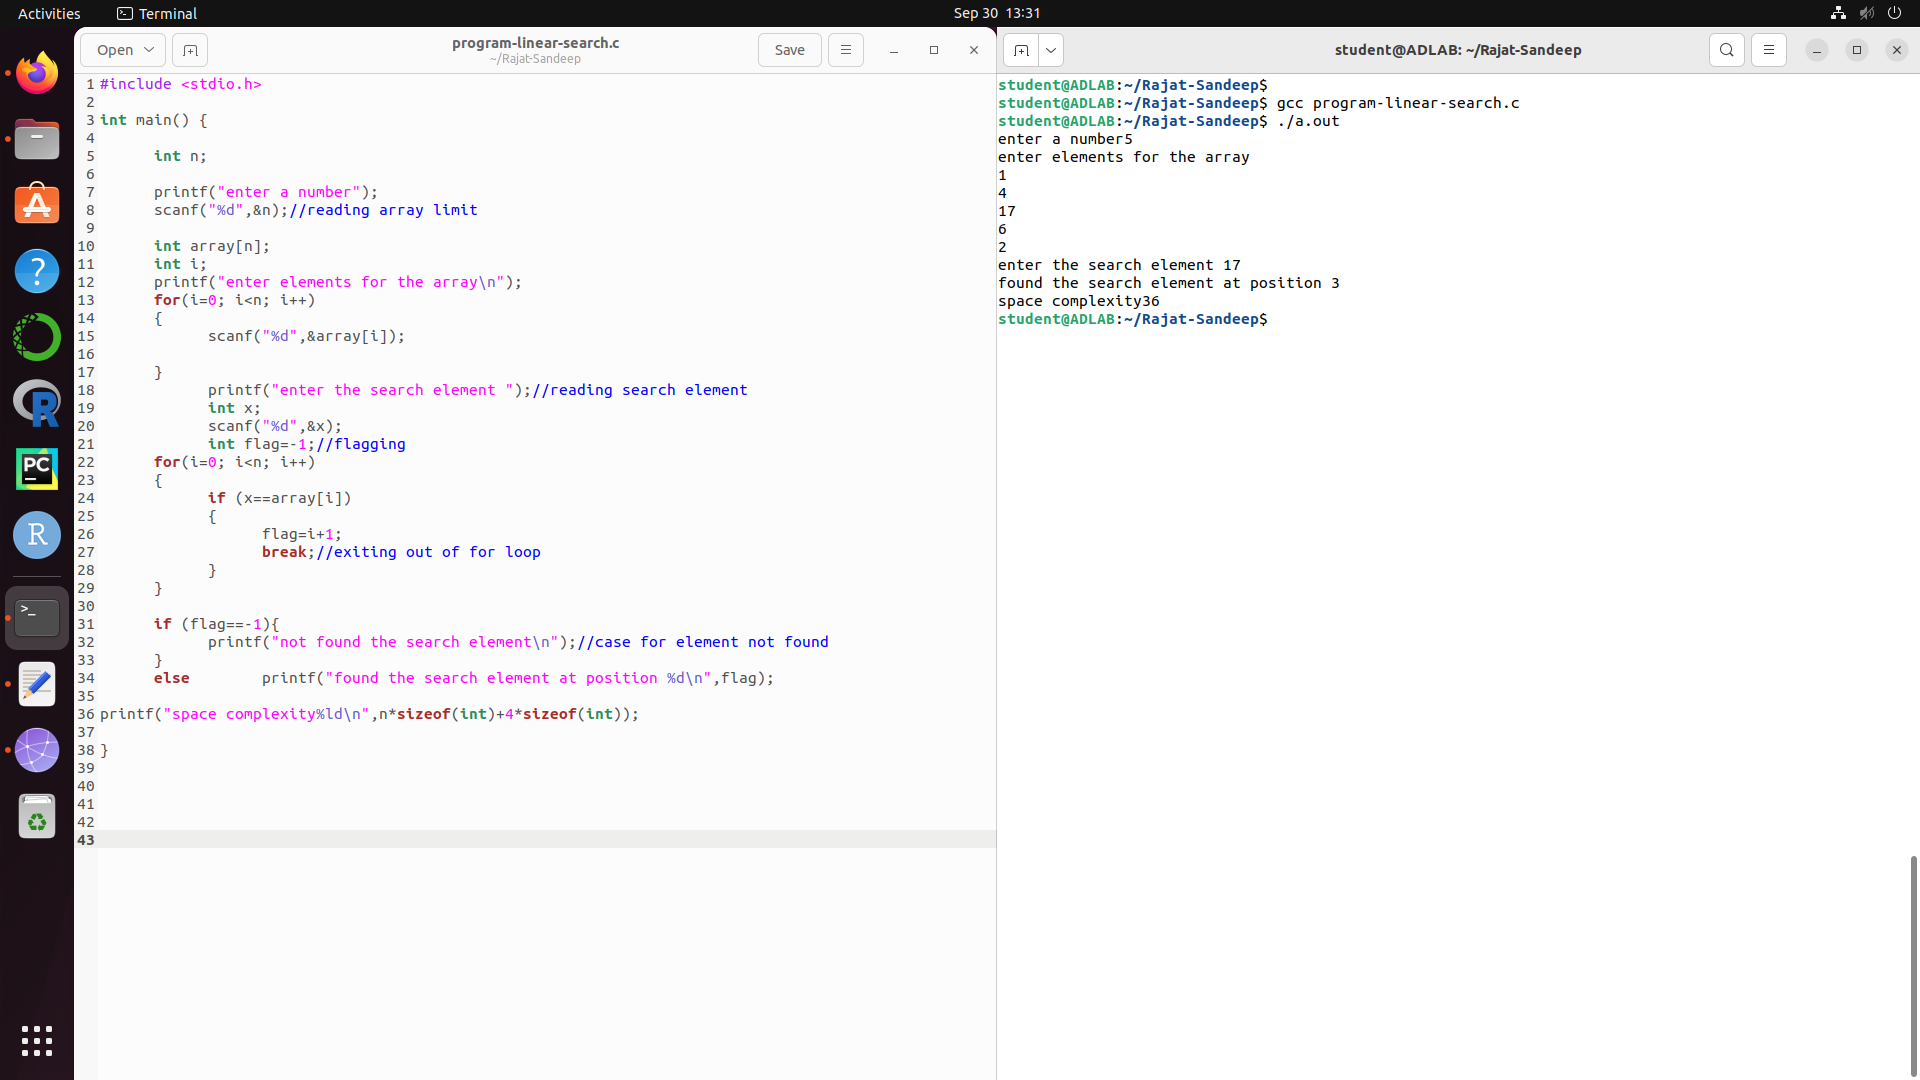 Activities
Terminal
Sep 30 13:31
Open
program-linear-search.c
~/Rajat-Sandeep
Save
1 #include <stdio.h>
2
3 int main() {
4
5 int n;
6
7 printf("enter a number");
8 scanf("%d",&n);//reading array limit
9
10 int array[n];
11 int i;
12 printf("enter elements for the array\n");
13 for(i=0; i<n; i++)
14 {
15 scanf("%d",&array[i]);
16
17 }
18 printf("enter the search element ");//reading search element
19 int x;
20 scanf("%d",&x);
21 int flag=-1;//flagging
22 for(i=0; i<n; i++)
23 {
24 if (x==array[i])
25 {
26 flag=i+1;
27 break;//exiting out of for loop
28 }
29 }
30
31 if (flag==-1){
32 printf("not found the search element\n");//case for element not found
33 }
34 else printf("found the search element at position %d\n",flag);
35
36 printf("space complexity%ld\n",n*sizeof(int)+4*sizeof(int));
37
38 }
39
40
41
42
43
student@ADLAB: ~/Rajat-Sandeep
student@ADLAB:~/Rajat-Sandeep$
student@ADLAB:~/Rajat-Sandeep$ gcc program-linear-search.c
student@ADLAB:~/Rajat-Sandeep$ ./a.out
enter a number5
enter elements for the array
1
4
17
6
2
enter the search element 17
found the search element at position 3
space complexity36
student@ADLAB:~/Rajat-Sandeep$
A
?
R
PC
R
>_